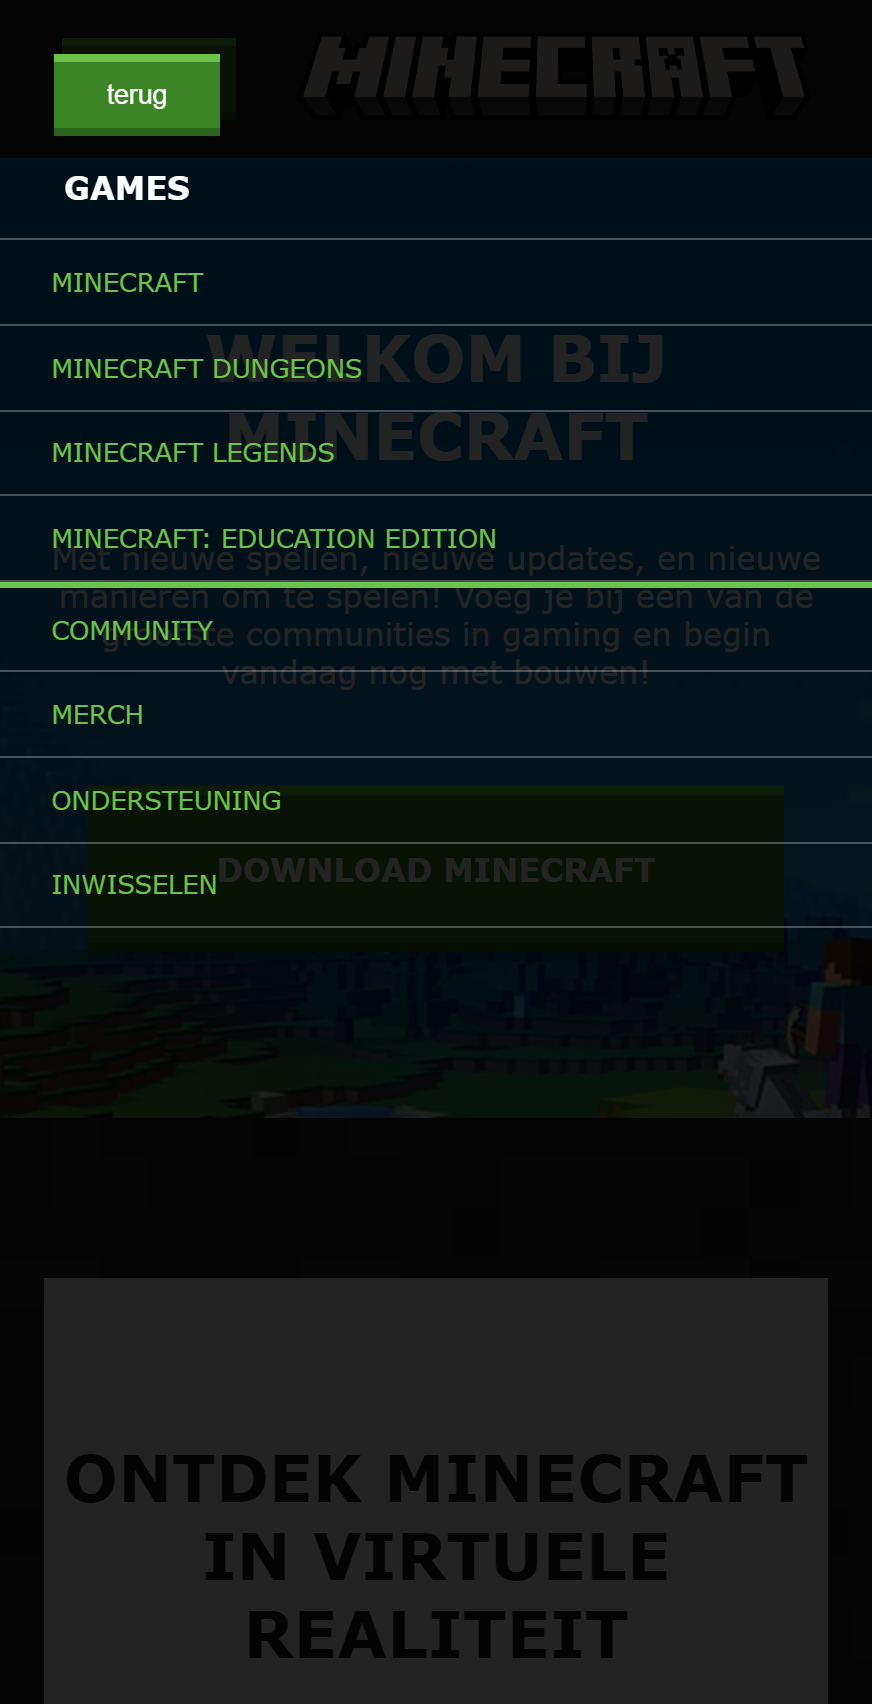 terug
MINECRAFT
GAMES
MINECRAFT
MINECRAFT DUNGEONS
MINECRAFT LEGENDS
MINECRAFT: EDUCATION EDITION
COMMUNITY
MERCH
ONDERSTEUNING
INWISSELEN
WELKOM BIJ
MINECRAFT
Met nieuwe spellen, nieuwe updates, en nieuwe
manieren om te spelen! Voeg je bij een van de
grootste communities in gaming en begin
vandaag nog met bouwen!
DOWNLOAD MINECRAFT
ONTDEK MINECRAFT
IN VIRTUELE
REALITEIT